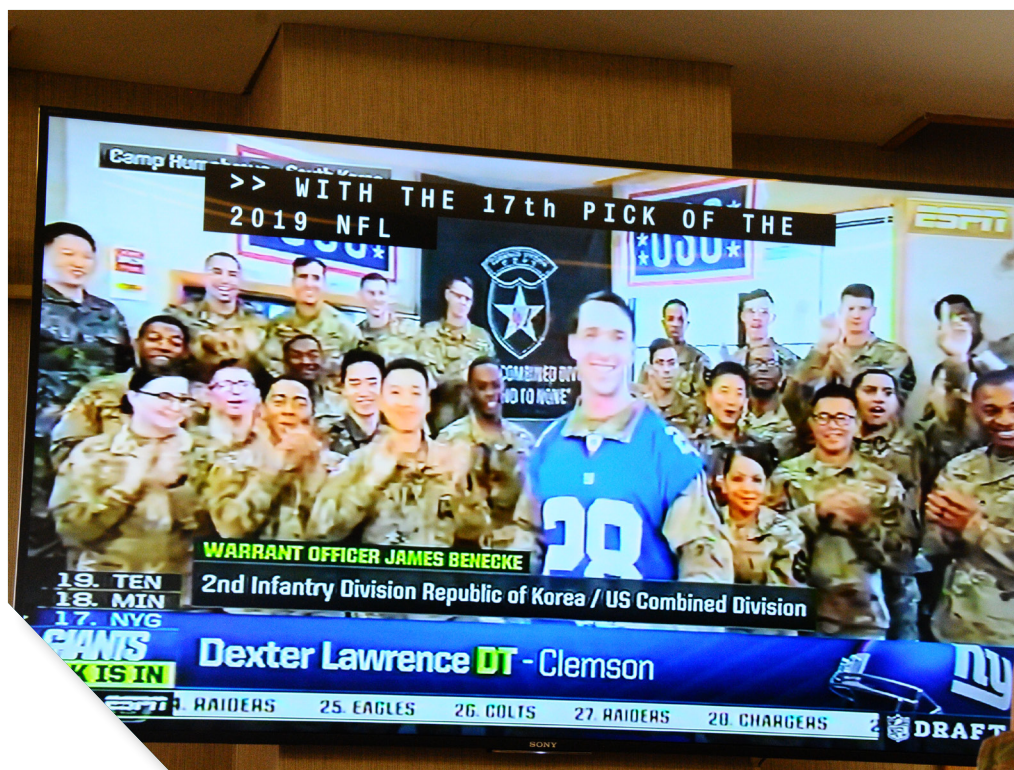 Camp Hum
>> WITH THE 17th PICK OF THE
2019 NFL
ESPN
USO
COMBINED DIV
ND TO NONE"
28
WARRANT OFFICER JAMES BENECKE
2nd Infantry Division Republic of Korea / US Combined Division
19. TEN
18. MIN
17. NYG
GIANTS
K IS IN
Dexter Lawrence DT - Clemson
ny
ESPN
4. RAIDERS 25. EAGLES 26. COLTS 27. RAIDERS 28. CHARGERS 2
NFL DRAFT
SONY